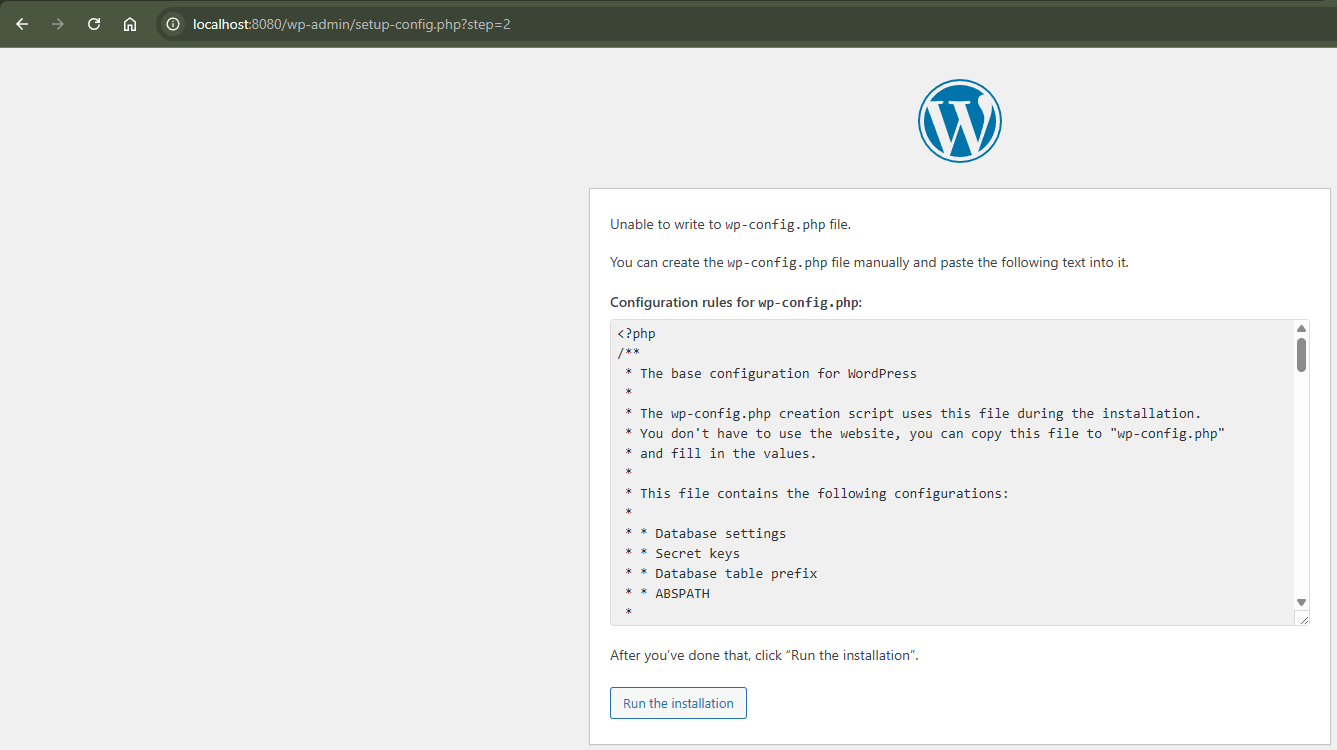 localhost:8080/wp-admin/setup-config.php?step=2
W
Unable to write to wp-config.php file.
You can create the wp-config.php file manually and paste the following text into it.
Configuration rules for wp-config.php:
<?php
/**
* The base configuration for WordPress
*
* The wp-config.php creation script uses this file during the installation.
* You don't have to use the website, you can copy this file to "wp-config.php"
* and fill in the values.
*
* This file contains the following configurations:
*
* * Database settings
* * Secret keys
* * Database table prefix
* * ABSPATH
*
After you’ve done that, click “Run the installation”.
Run the installation